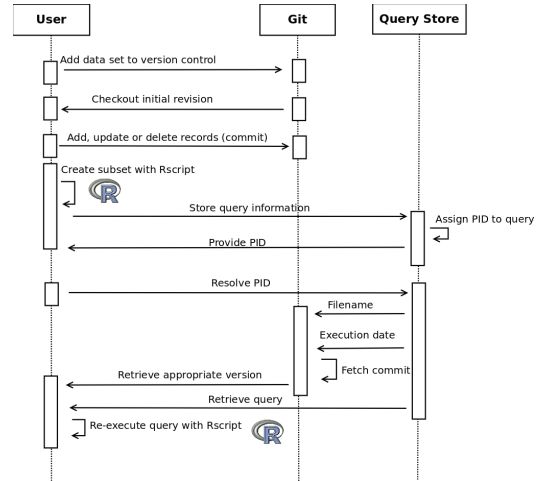 User
Git
Query Store
Add data set to version control
Checkout initial revision
Add, update or delete records (commit)
Create subset with Rscript
R
Store query information
Assign PID to query
Provide PID
Resolve PID
Filename
Execution date
Fetch commit
Retrieve appropriate version
Retrieve query
Re-execute query with Rscript
R